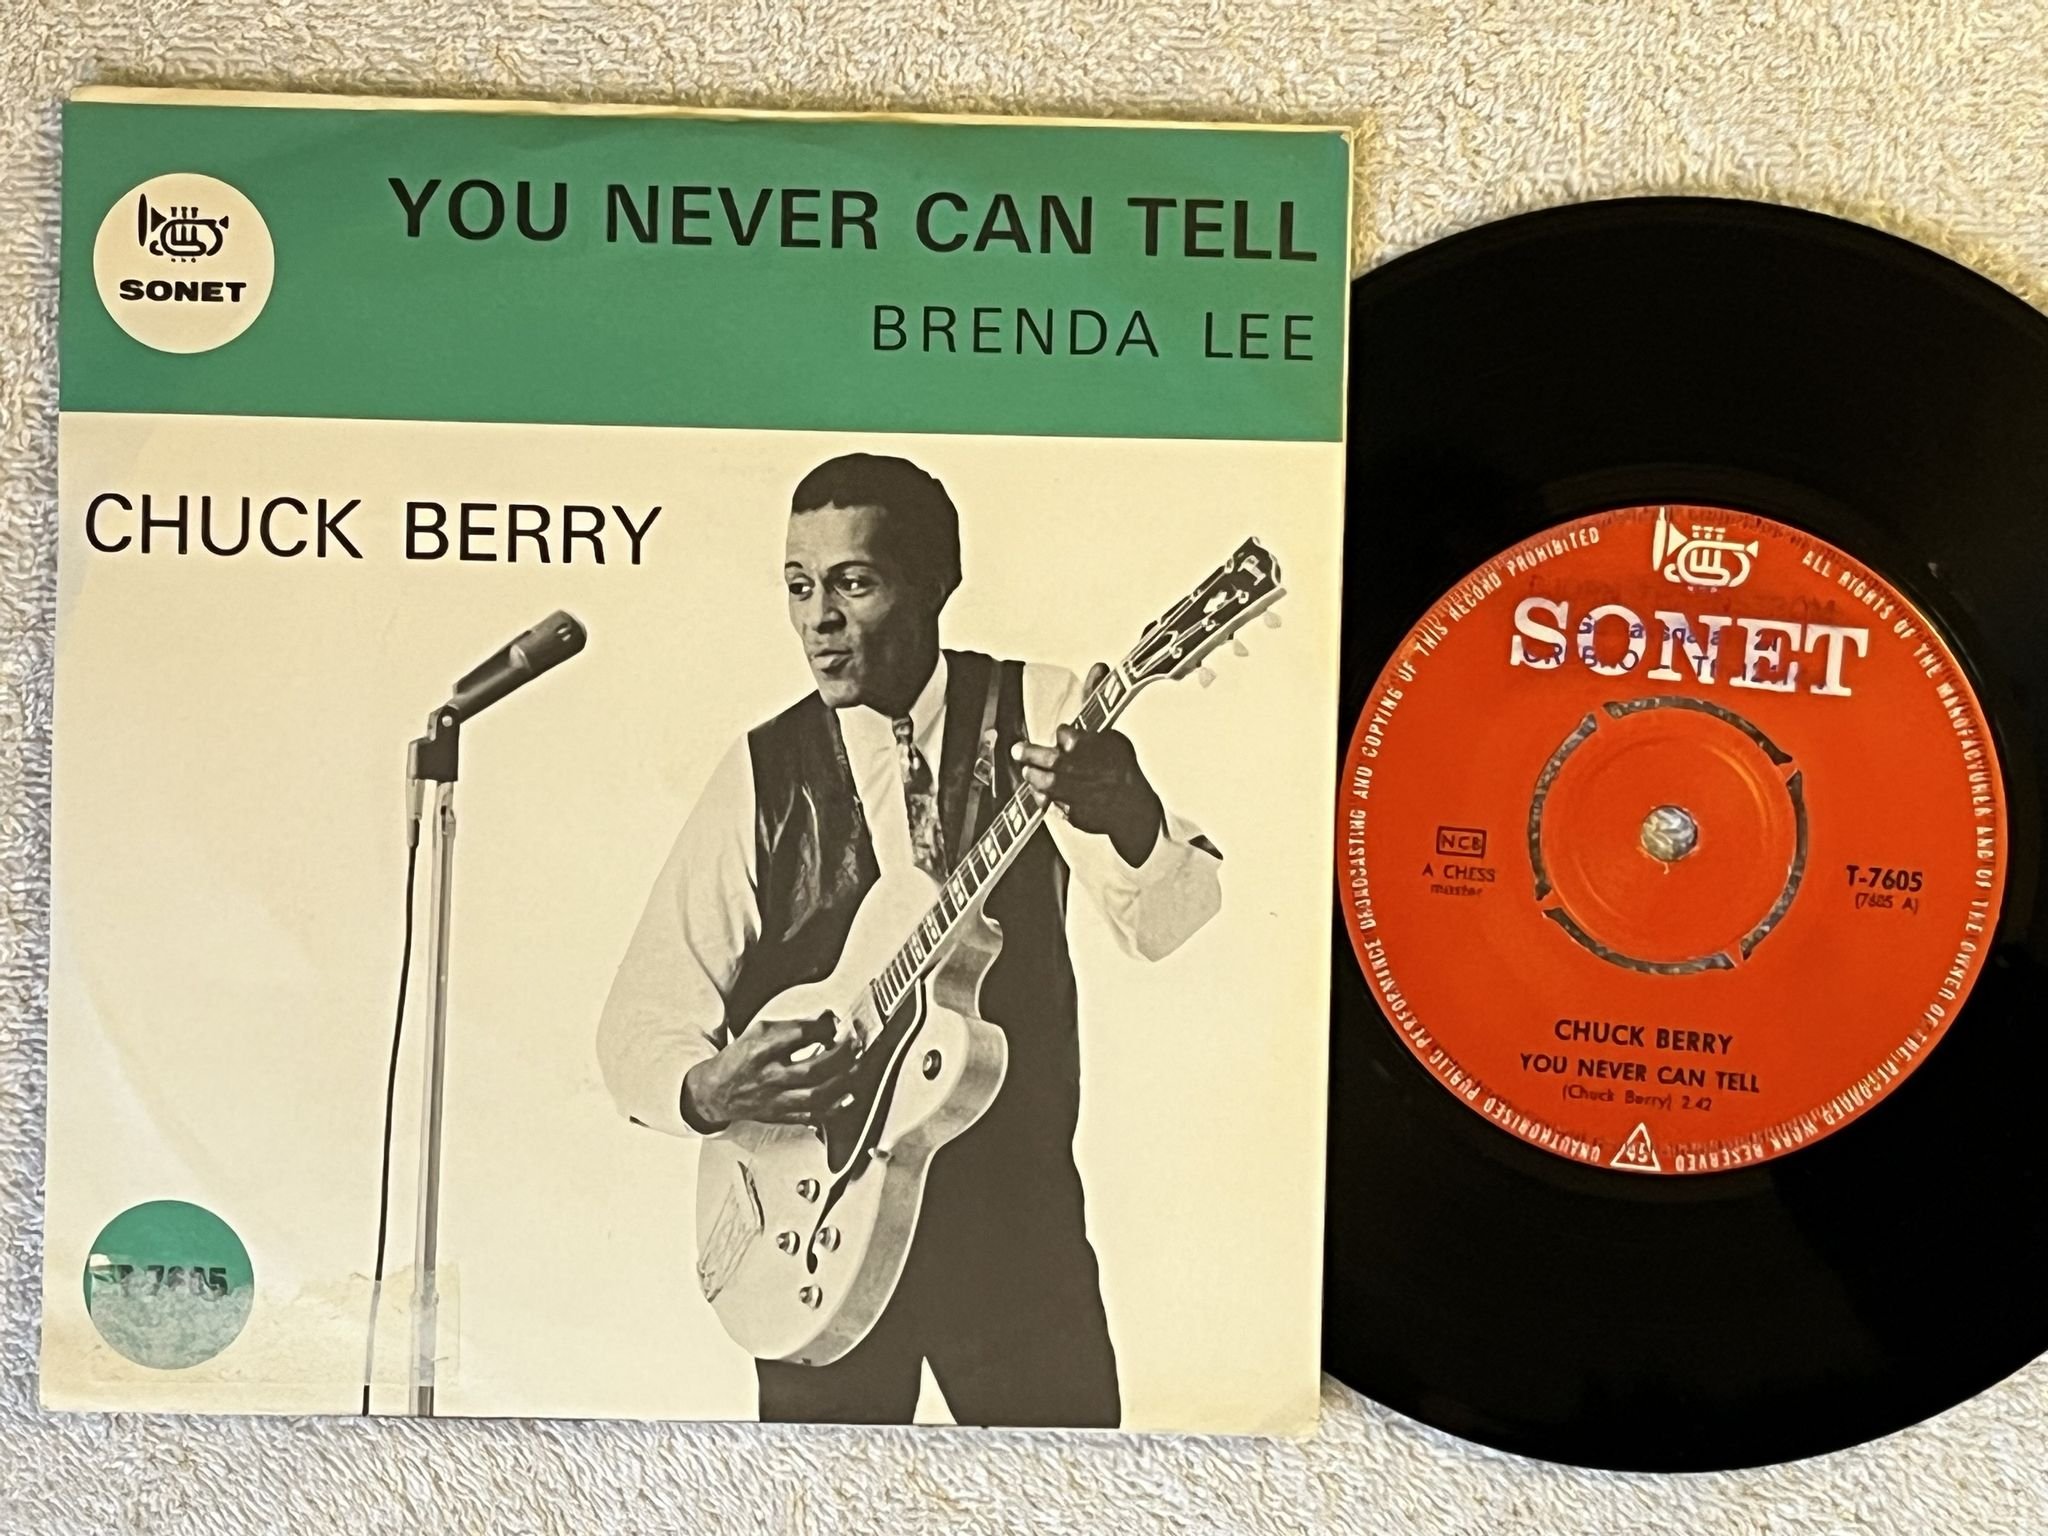 SONET
YOU NEVER CAN TELL
BRENDA LEE
CHUCK BERRY
T-7605
UNAUTHORISED PUBLIC PERFORMANCE BROADCASTING AND COPYING OF THIS RECORD PROHIBITED
ALL RIGHTS OF THE MANUFACTURER AND OF THE OWNER OF THE RECORDED WORK RESERVED
SONET
NCB
A CHESS
master
T-7605
(7605 A)
CHUCK BERRY
YOU NEVER CAN TELL
(Chuck Berry) 2.42
45